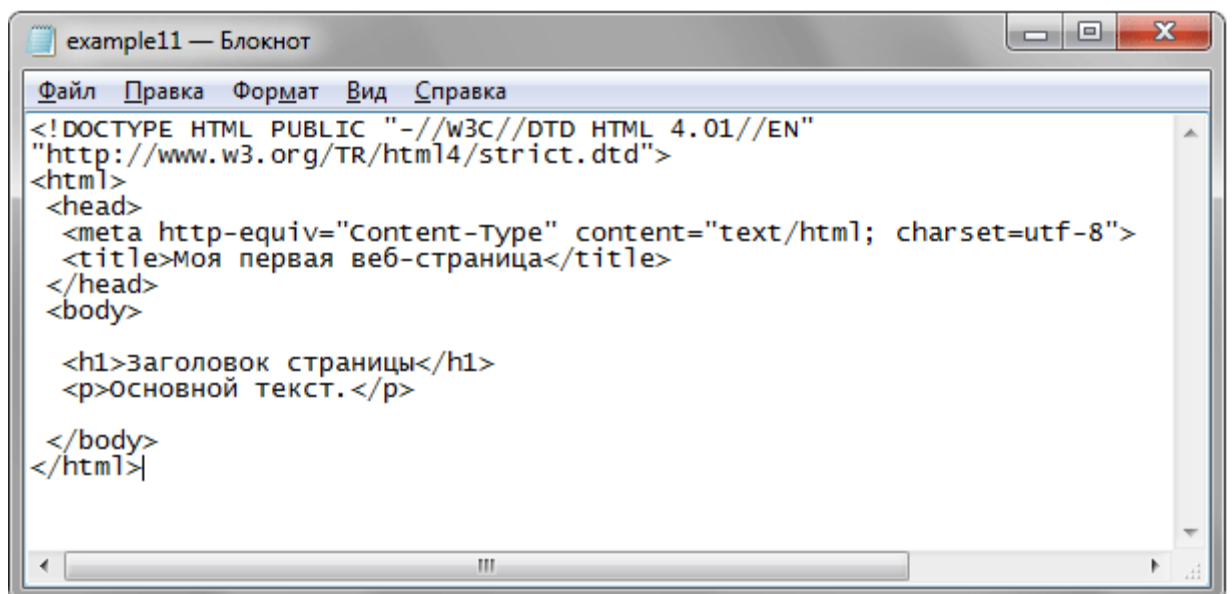 example11 — Блокнот
Файл Правка Формат Вид Справка
<!DOCTYPE HTML PUBLIC "-//W3C//DTD HTML 4.01//EN"
"http://www.w3.org/TR/html4/strict.dtd">
<html>
 <head>
  <meta http-equiv="Content-Type" content="text/html; charset=utf-8">
  <title>Моя первая веб-страница</title>
 </head>
 <body>
  <h1>Заголовок страницы</h1>
  <p>Основной текст.</p>
 </body>
</html>